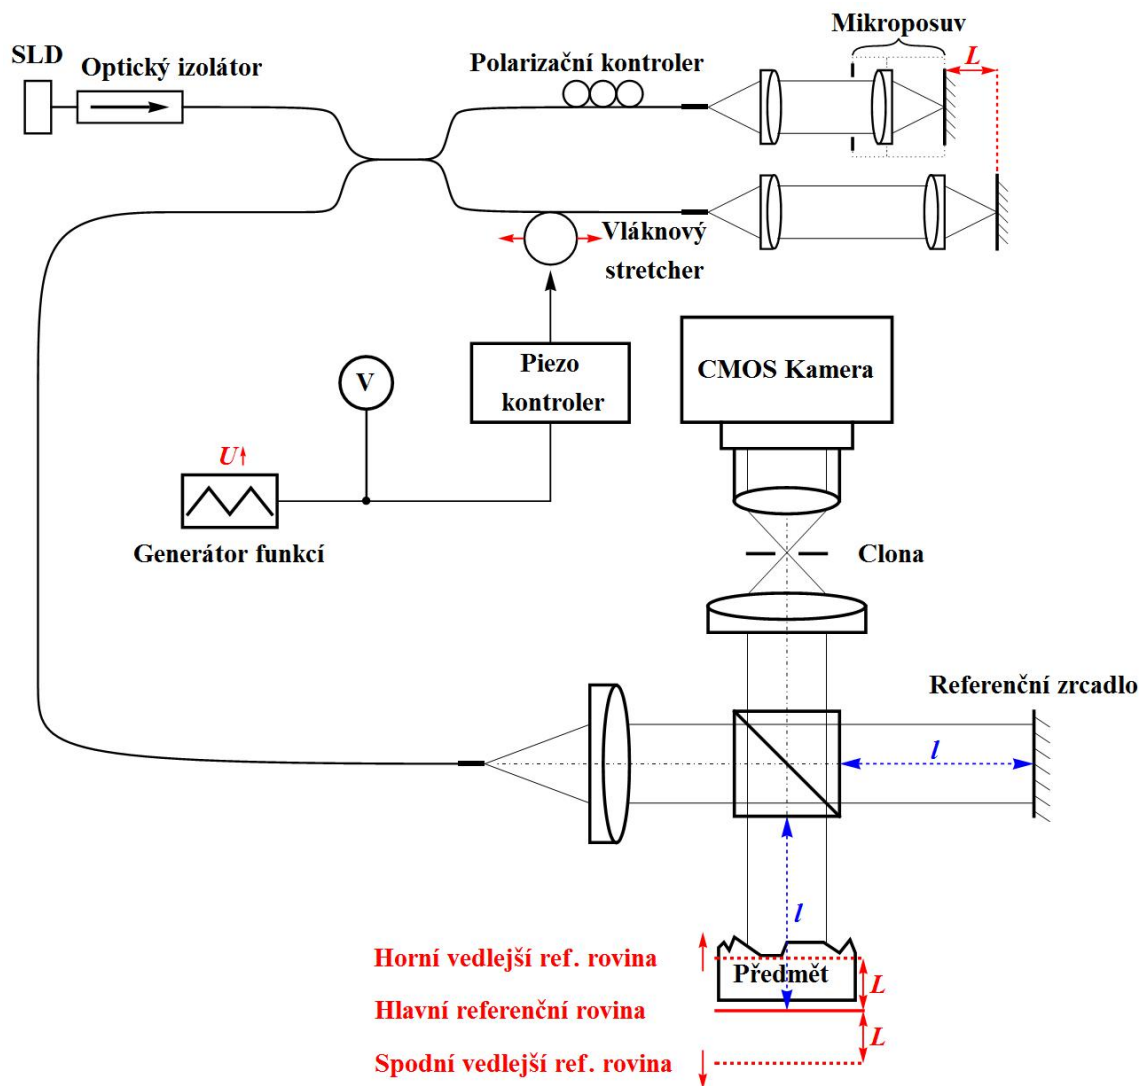 SLD
Optický izolátor
Polarizační kontroler
Mikroposuv
L
Vláknový
stretcher
Piezo
kontroler
V
U
Generátor funkcí
CMOS Kamera
Clona
Referenční zrcadlo
l
l
Horní vedlejší ref. rovina
Předmět
L
Hlavní referenční rovina
L
Spodní vedlejší ref. rovina